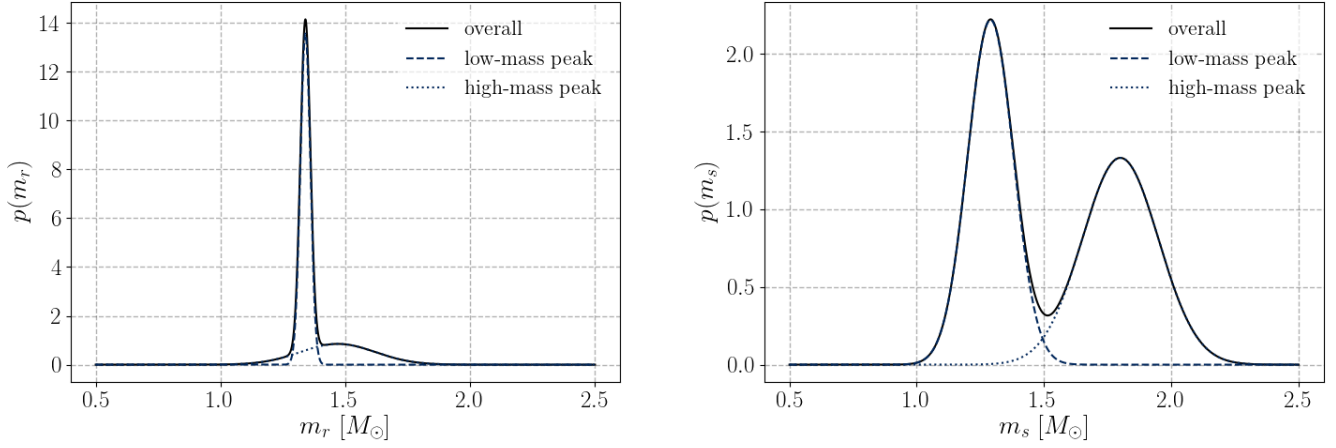 14
12
10
8
6
4
2
0
p(m_r)
0.5 1.0 1.5 2.0 2.5
m_r [M_⊙]
overall
low-mass peak
high-mass peak
2.0
1.5
1.0
0.5
0.0
p(m_s)
0.5 1.0 1.5 2.0 2.5
m_s [M_⊙]
overall
low-mass peak
high-mass peak